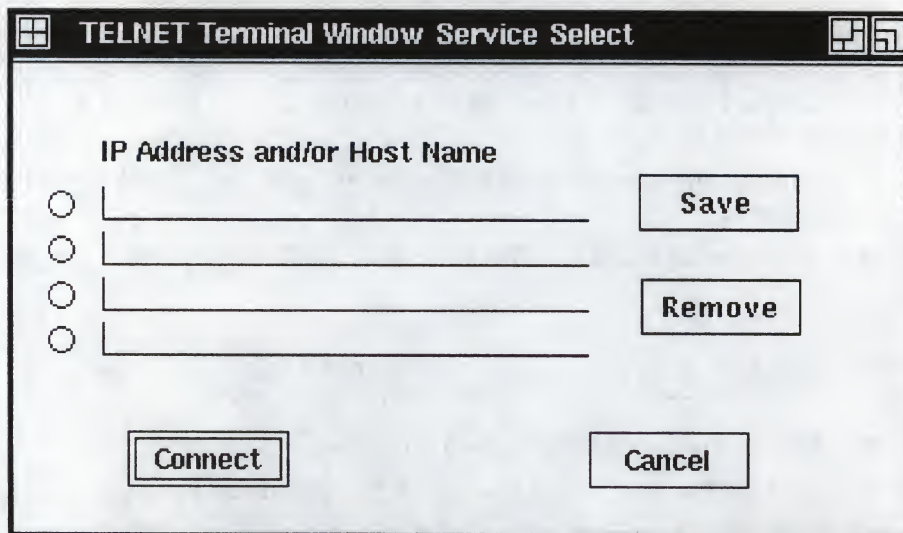 TELNET Terminal Window Service Select
IP Address and/or Host Name
Save
Remove
Connect
Cancel